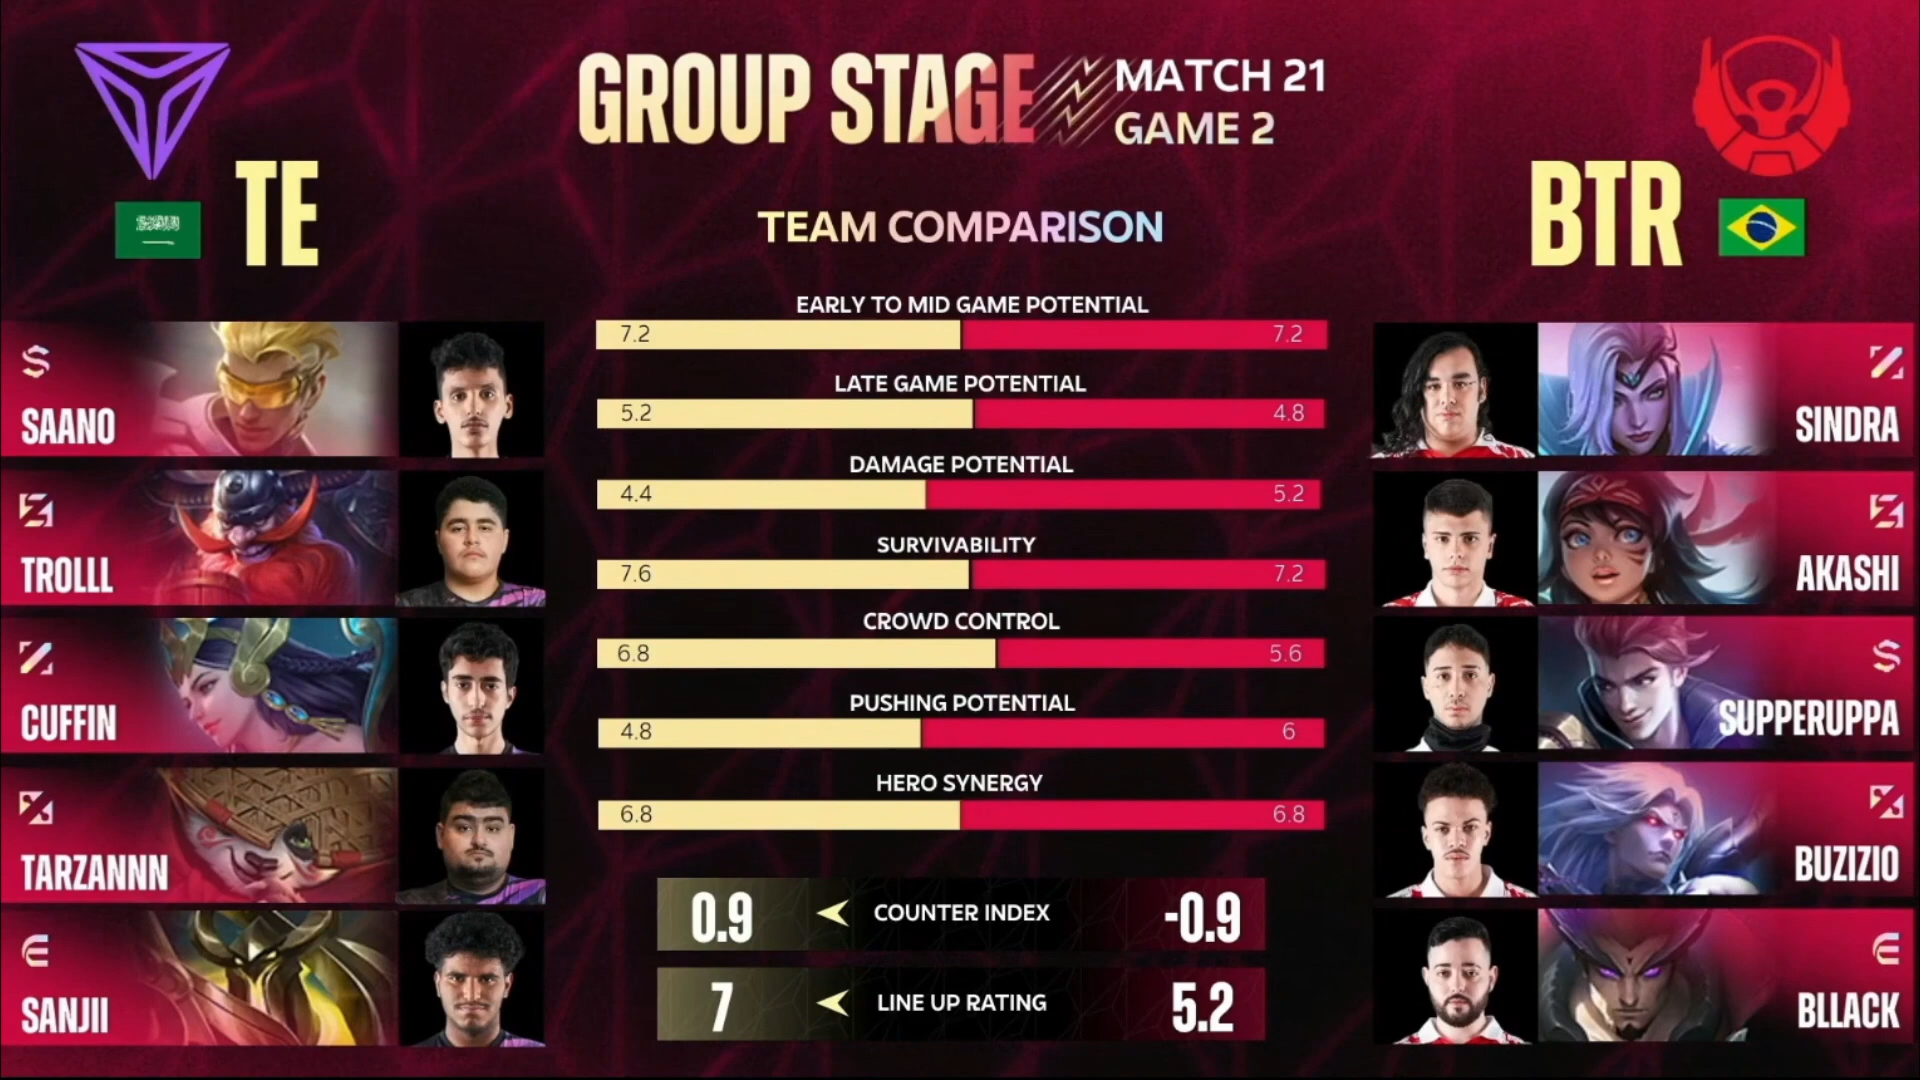 GROUP STAGE
MATCH 21
GAME 2
TE
BTR
TEAM COMPARISON
EARLY TO MID GAME POTENTIAL
7.2 7.2
LATE GAME POTENTIAL
5.2 4.8
DAMAGE POTENTIAL
4.4 5.2
SURVIVABILITY
7.6 7.2
CROWD CONTROL
6.8 5.6
PUSHING POTENTIAL
4.8 6
HERO SYNERGY
6.8 6.8
0.9 COUNTER INDEX -0.9
7 LINE UP RATING 5.2
SAANO
TROLLL
CUFFIN
TARZANNN
SANJII
SINDRA
AKASHI
SUPPERUPPA
BUZIZIO
BLLACK